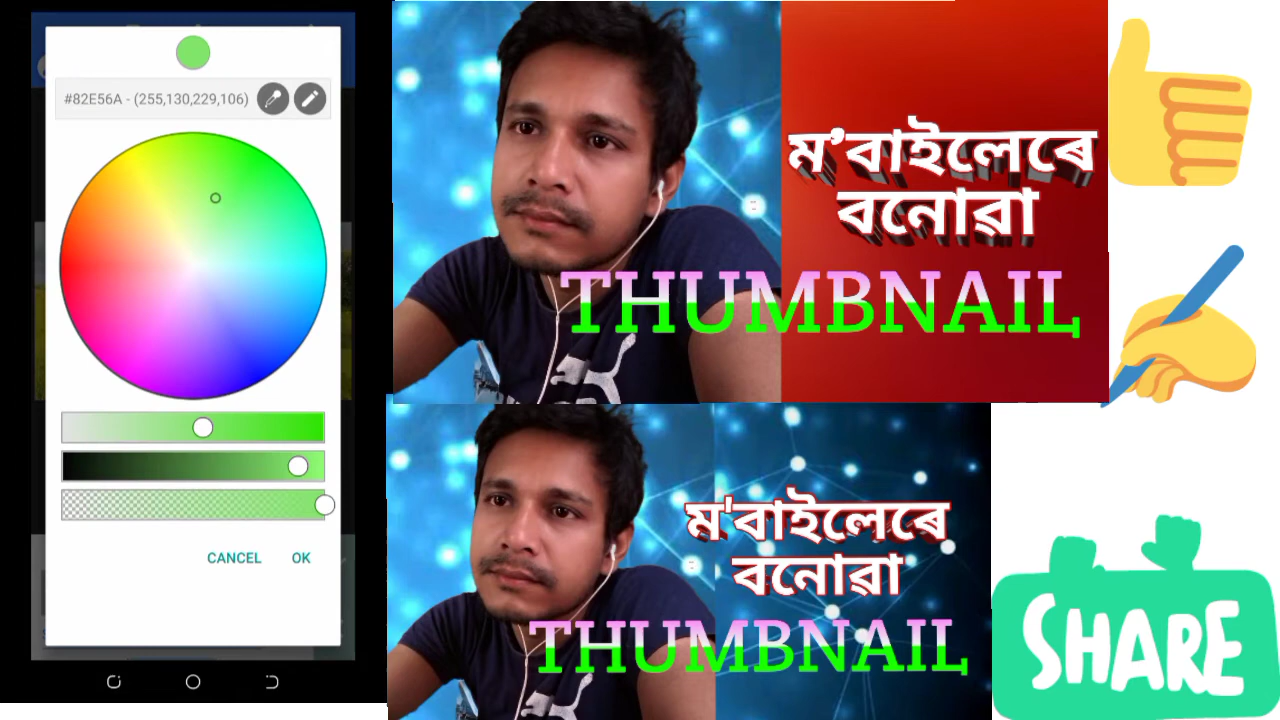 #82E56A - (255,130,229,106)
CANCEL OK
ম’বাইলেৰে
বনোৱা
THUMBNAIL
ম'বাইলেৰে
বনোৱা
THUMBNAIL
SHARE